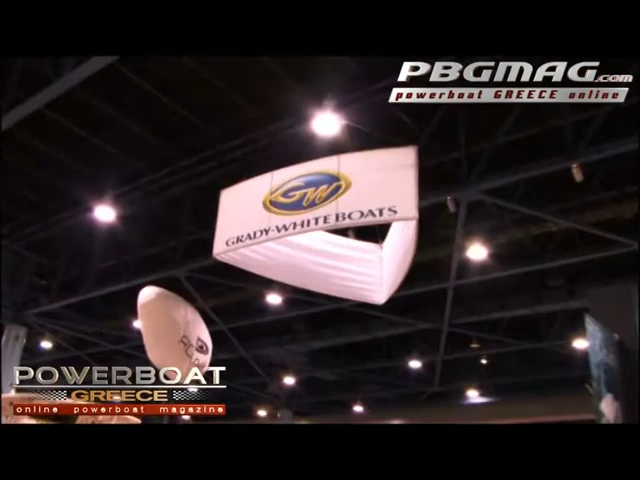 PBGMAG.com
powerboat GREECE online
GW
GRADY-WHITE BOATS
POWERBOAT
GREECE
online powerboat magazine